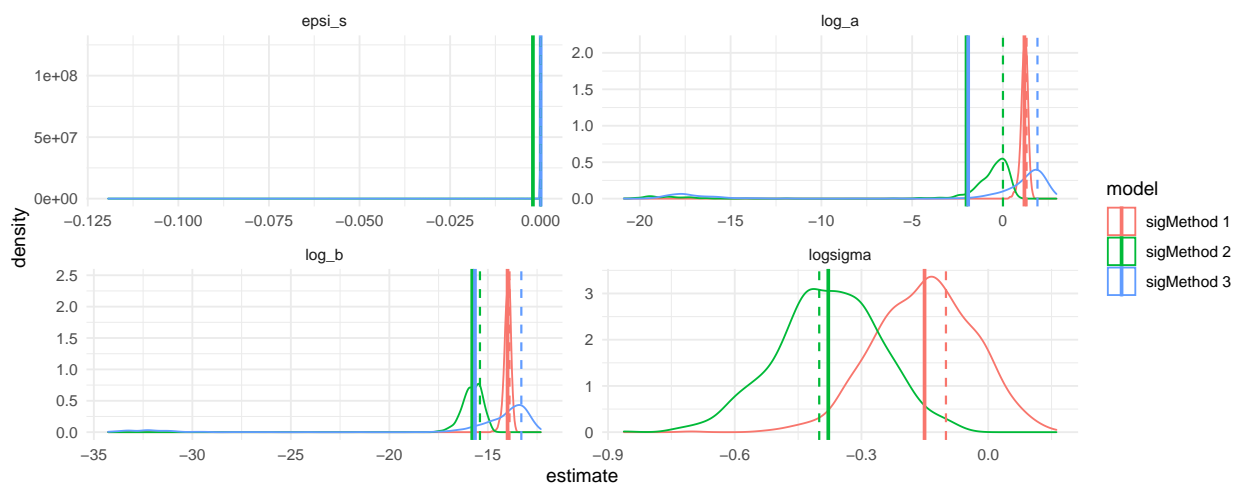 epsi_s
log_a
1e+08
5e+07
0e+00
−0.125
−0.100
−0.075
−0.050
−0.025
0.000
2.0
1.5
1.0
0.5
0.0
−20
−15
−10
−5
0
density
log_b
logsigma
2.5
2.0
1.5
1.0
0.5
0.0
−35
−30
−25
−20
−15
3
2
1
0
−0.9
−0.6
−0.3
0.0
estimate
model
sigMethod 1
sigMethod 2
sigMethod 3